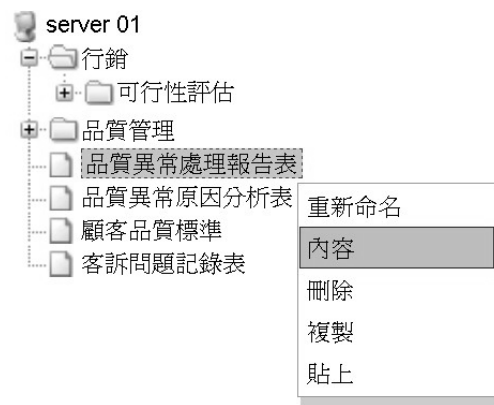 server 01
行銷
可行性評估
品質管理
品質異常處理報告表
品質異常原因分析表
顧客品質標準
客訴問題記錄表
重新命名
內容
刪除
複製
貼上